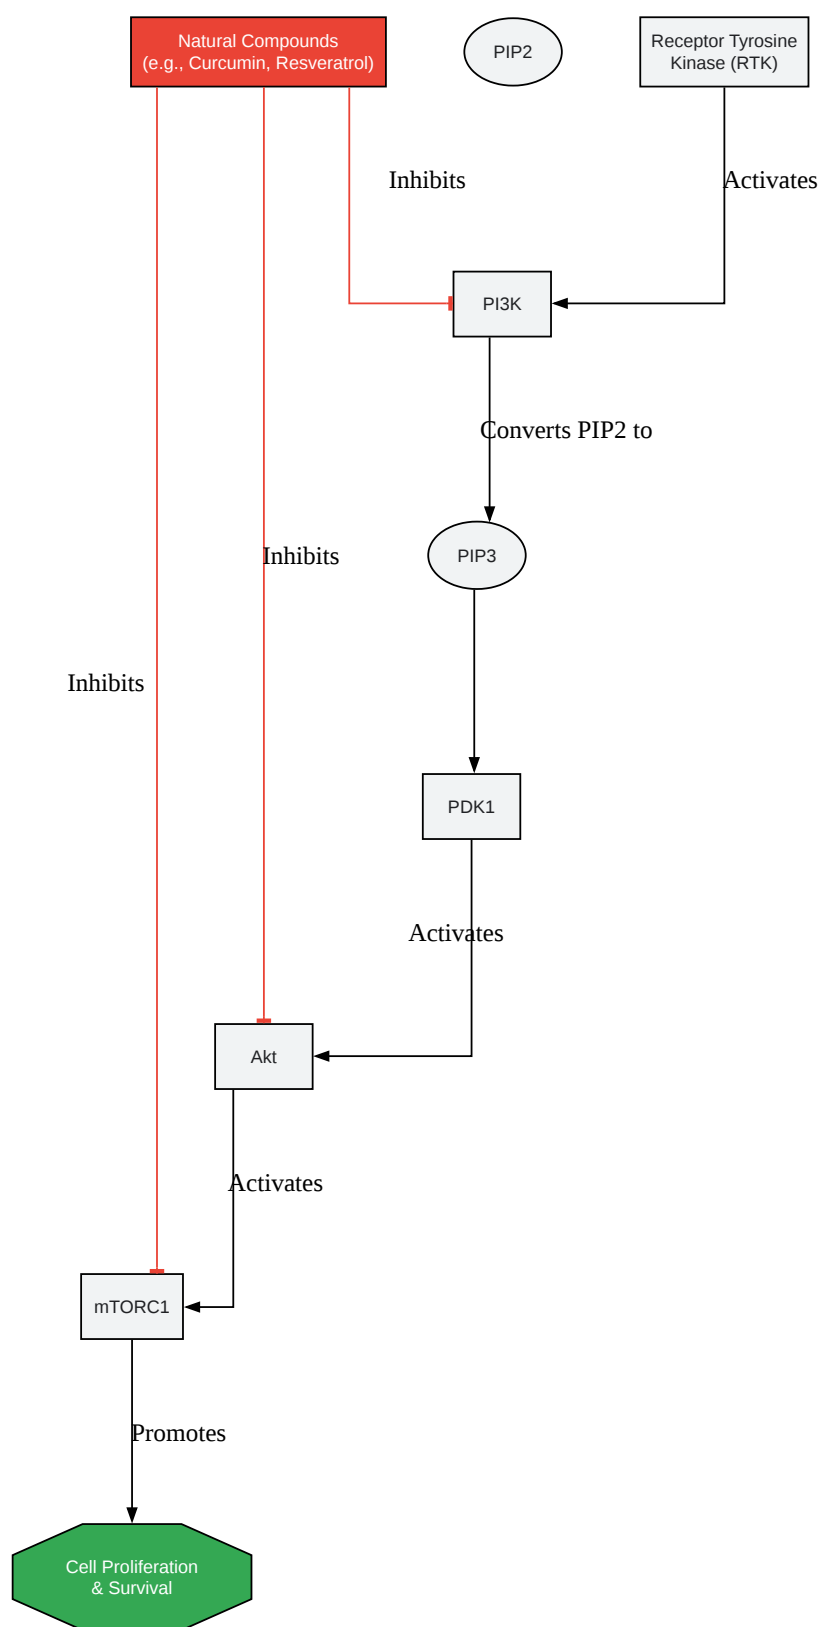 Natural Compounds
(e.g., Curcumin, Resveratrol)
PIP2
Receptor Tyrosine
Kinase (RTK)
Inhibits
Activates
PI3K
Converts PIP2 to
Inhibits
PIP3
Inhibits
PDK1
Activates
Akt
Activates
mTORC1
Promotes
Cell Proliferation
& Survival